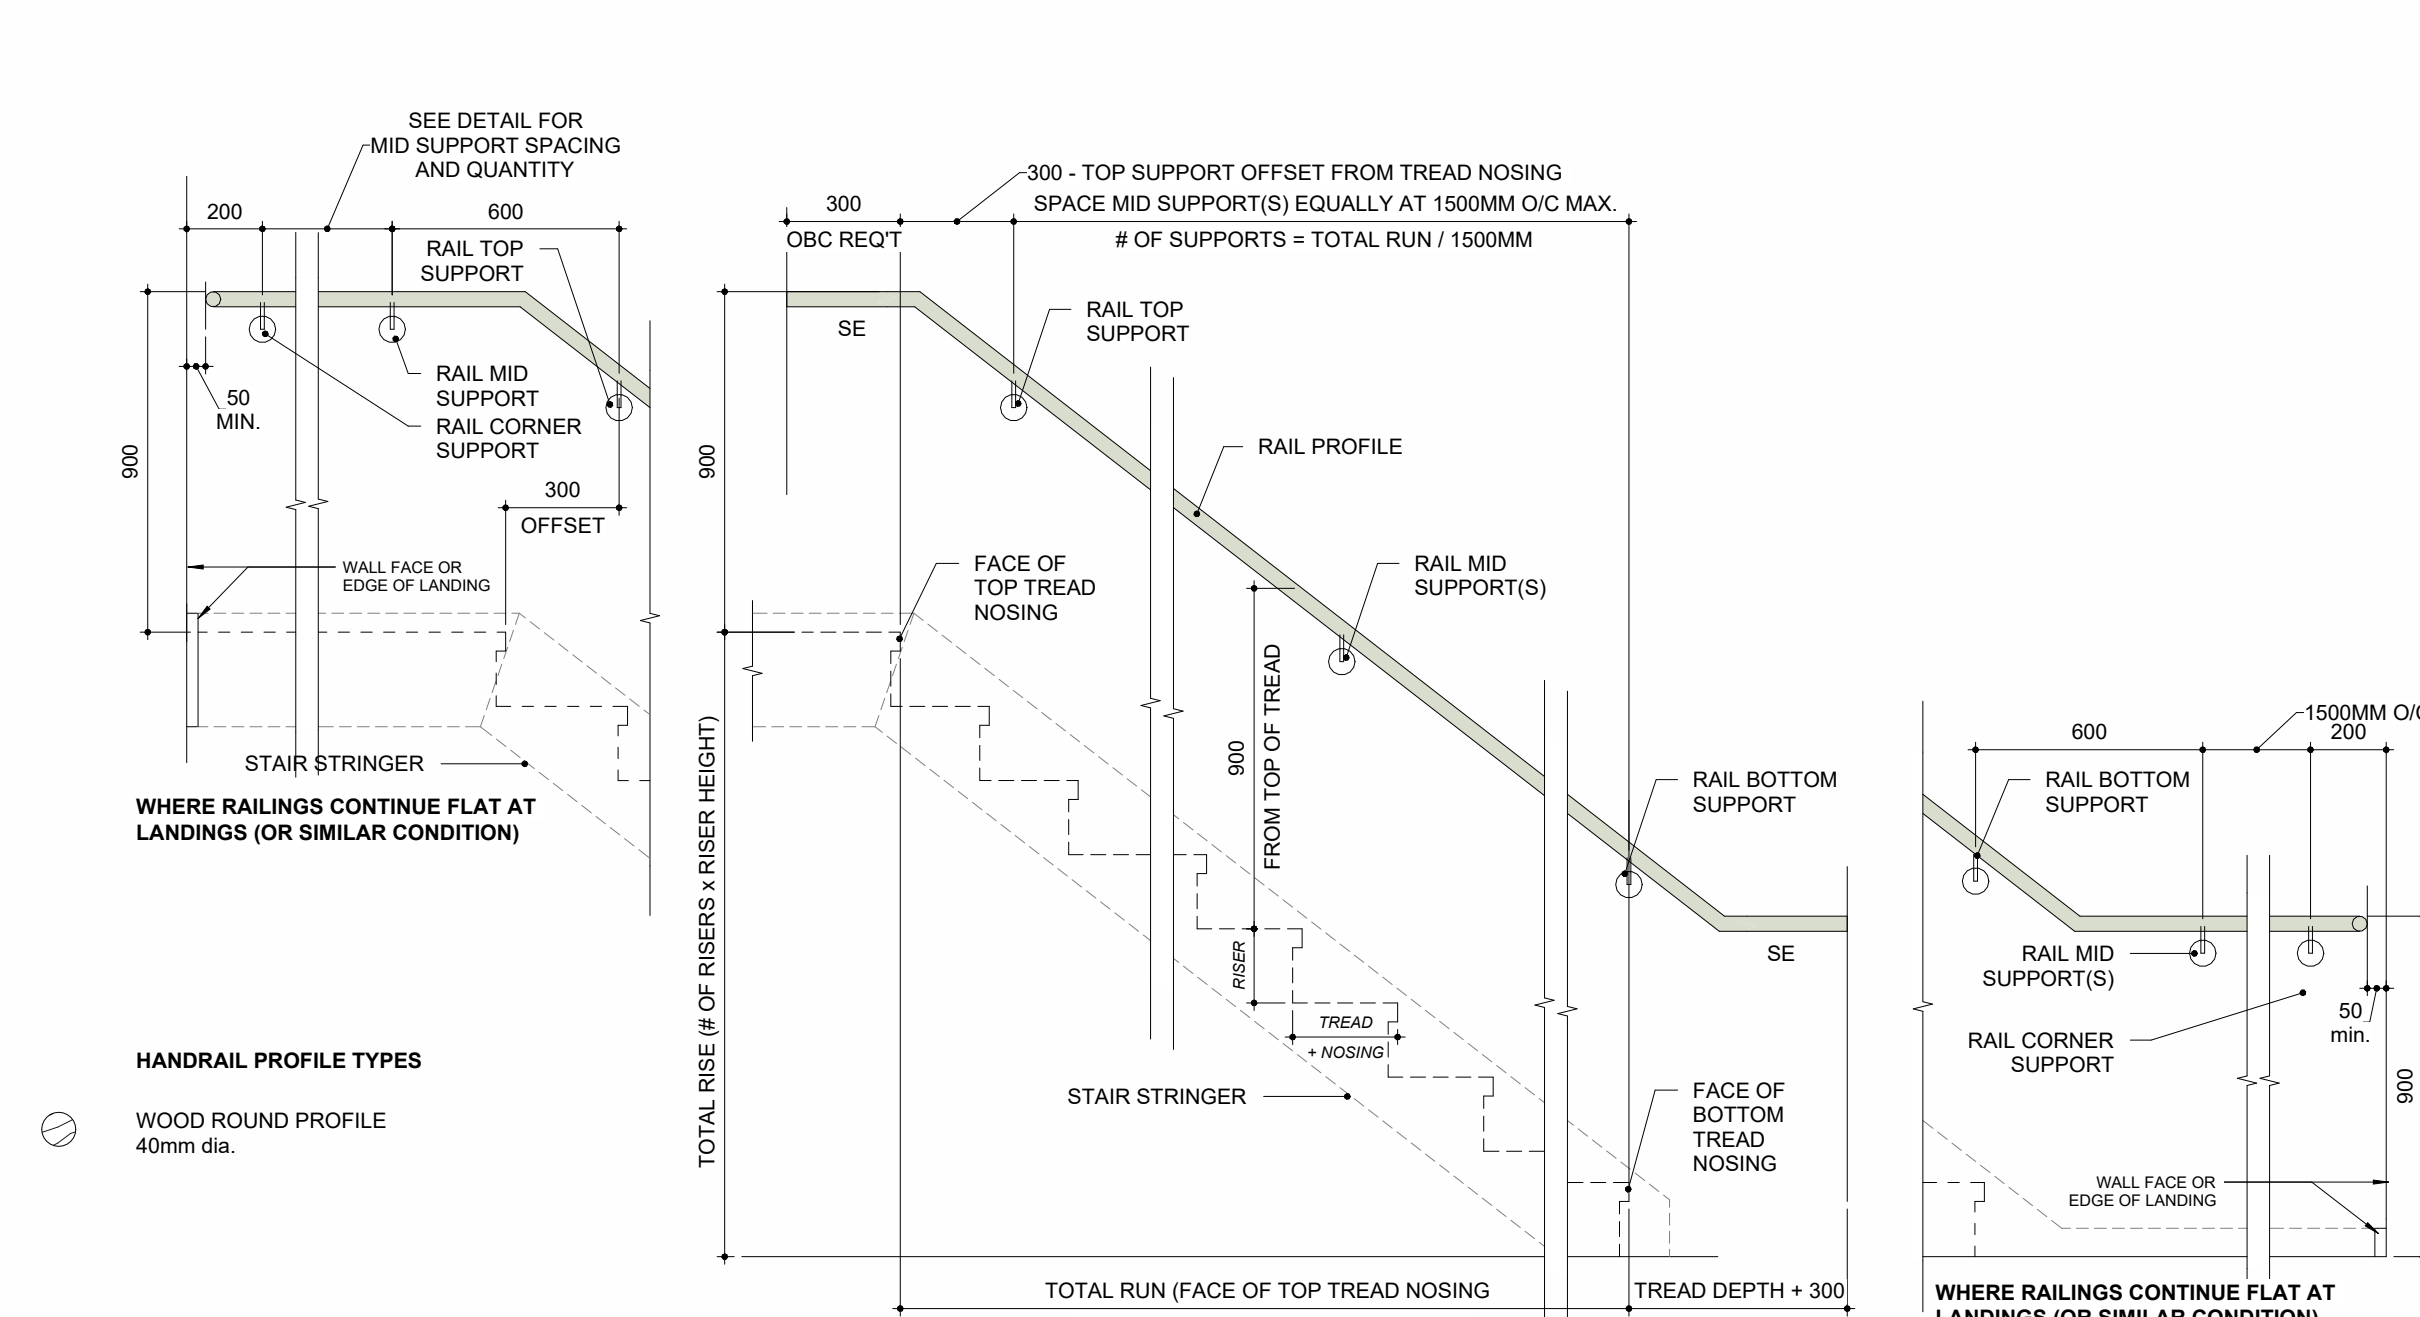 SEE DETAIL FOR
MID SUPPORT SPACING
AND QUANTITY
200
600
RAIL TOP
SUPPORT
50
MIN.
RAIL MID
SUPPORT
RAIL CORNER
SUPPORT
900
300
OFFSET
WALL FACE OR
EDGE OF LANDING
STAIR STRINGER
WHERE RAILINGS CONTINUE FLAT AT
LANDINGS (OR SIMILAR CONDITION)
HANDRAIL PROFILE TYPES
WOOD ROUND PROFILE
40mm dia.
300 - TOP SUPPORT OFFSET FROM TREAD NOSING
300
SPACE MID SUPPORT(S) EQUALLY AT 1500MM O/C MAX.
OBC REQ'T
# OF SUPPORTS = TOTAL RUN / 1500MM
SE
RAIL TOP
SUPPORT
RAIL PROFILE
900
FACE OF
TOP TREAD
NOSING
RAIL MID
SUPPORT(S)
900
FROM TOP OF TREAD
TOTAL RISE (# OF RISERS x RISER HEIGHT)
RISER
TREAD
+ NOSING
STAIR STRINGER
RAIL BOTTOM
SUPPORT
SE
FACE OF
BOTTOM
TREAD
NOSING
TOTAL RUN (FACE OF TOP TREAD NOSING
TREAD DEPTH + 300
1500MM O/C
600
200
RAIL BOTTOM
SUPPORT
RAIL MID
SUPPORT(S)
50
min.
RAIL CORNER
SUPPORT
900
WALL FACE OR
EDGE OF LANDING
WHERE RAILINGS CONTINUE FLAT AT
LANDINGS (OR SIMILAR CONDITION)